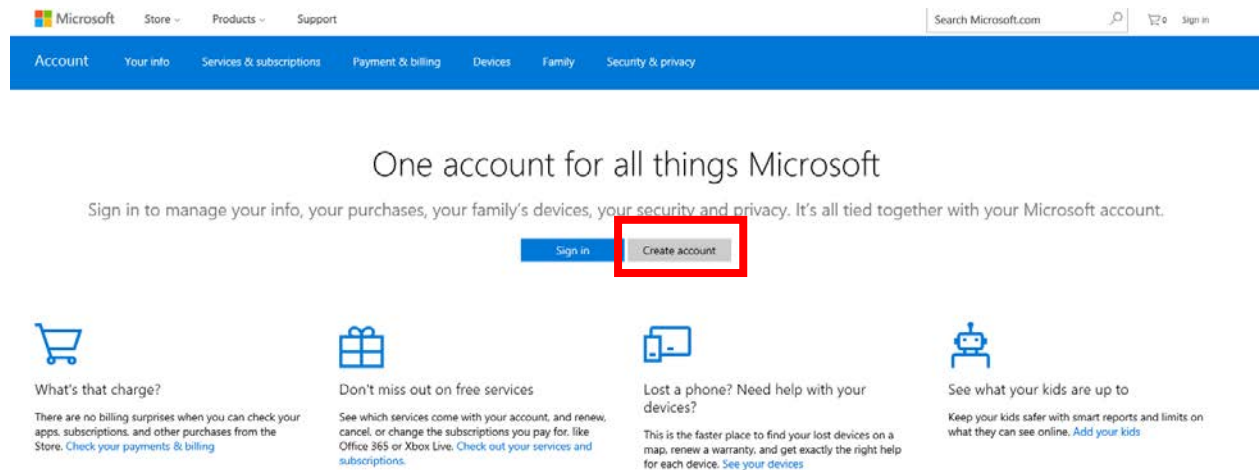 Microsoft Store Products Support Search Microsoft.com 0 Sign in
Account Your info Services & subscriptions Payment & billing Devices Family Security & privacy
One account for all things Microsoft
Sign in to manage your info, your purchases, your family's devices, your security and privacy. It's all tied together with your Microsoft account.
Sign in Create account
What's that charge?
There are no billing surprises when you can check your
apps, subscriptions, and other purchases from the
Store. Check your payments & billing
Don't miss out on free services
See which services come with your account, and renew,
cancel, or change the subscriptions you pay for, like
Office 365 or Xbox Live. Check out your services and
subscriptions.
Lost a phone? Need help with your
devices?
This is the faster place to find your lost devices on a
map, renew a warranty, and get exactly the right help
for each device. See your devices
See what your kids are up to
Keep your kids safer with smart reports and limits on
what they can see online. Add your kids